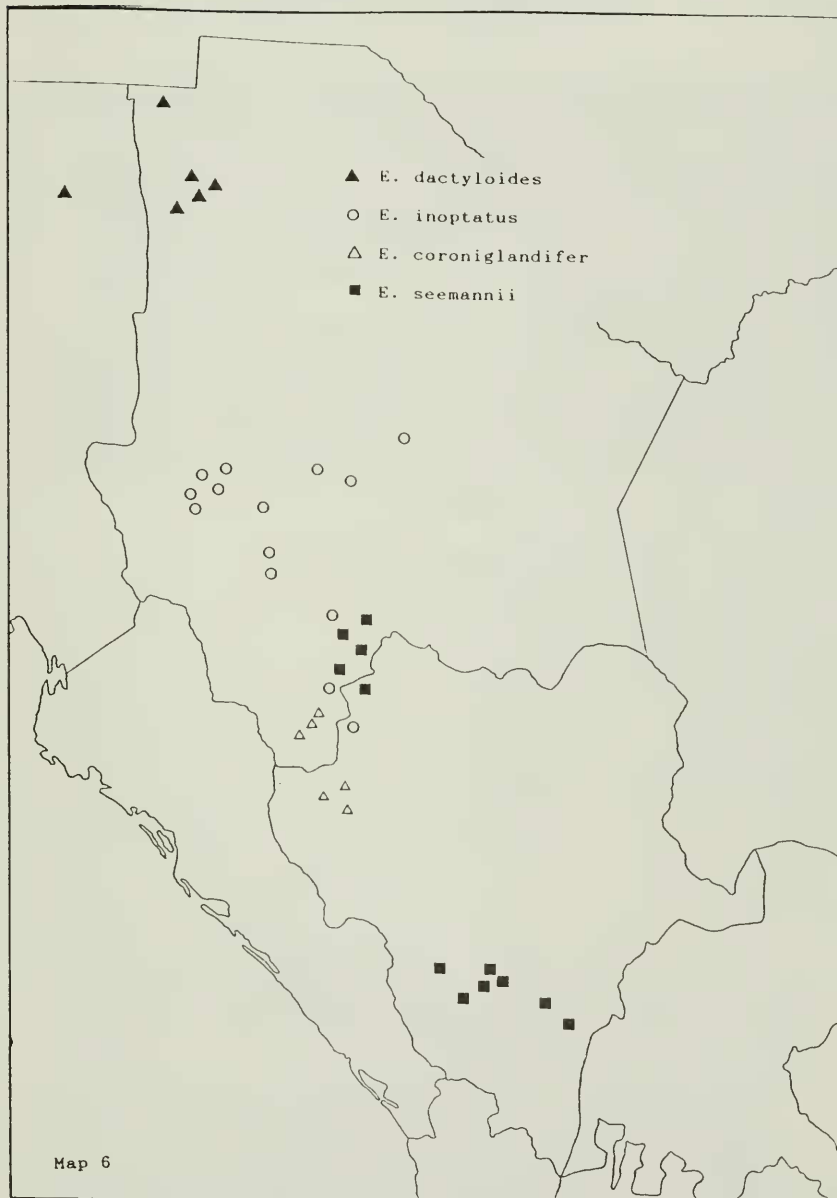 E. dactyloides
E. inoptatus
E. coroniglandifer
E. seemannii
Map 6